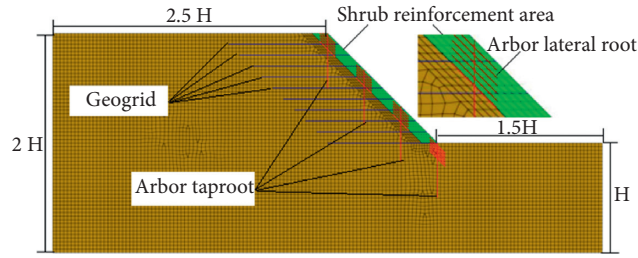 2.5 H
Shrub reinforcement area
Arbor lateral root
Geogrid
1.5H
2 H
Arbor taproot
H